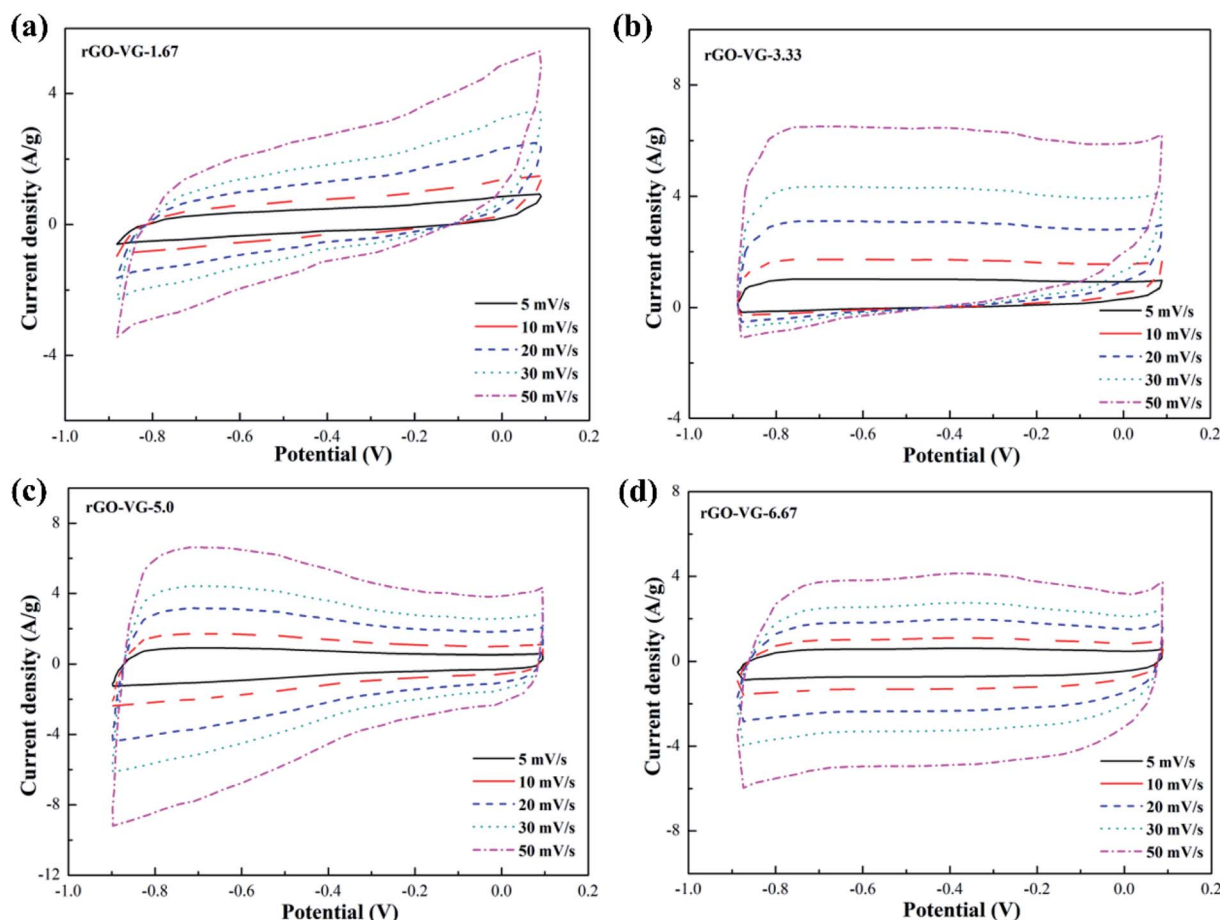 (a)
rGO-VG-1.67
Current density (A/g)
4
0
-4
5 mV/s
10 mV/s
20 mV/s
30 mV/s
50 mV/s
-1.0 -0.8 -0.6 -0.4 -0.2 0.0 0.2
Potential (V)
(b)
rGO-VG-3.33
Current density (A/g)
8
4
0
-4
5 mV/s
10 mV/s
20 mV/s
30 mV/s
50 mV/s
-1.0 -0.8 -0.6 -0.4 -0.2 0.0 0.2
Potential (V)
(c)
rGO-VG-5.0
Current density (A/g)
8
4
0
-4
-8
-12
5 mV/s
10 mV/s
20 mV/s
30 mV/s
50 mV/s
-1.0 -0.8 -0.6 -0.4 -0.2 0.0 0.2
Potential (V)
(d)
rGO-VG-6.67
Current density (A/g)
8
4
0
-4
-8
5 mV/s
10 mV/s
20 mV/s
30 mV/s
50 mV/s
-1.0 -0.8 -0.6 -0.4 -0.2 0.0 0.2
Potential (V)